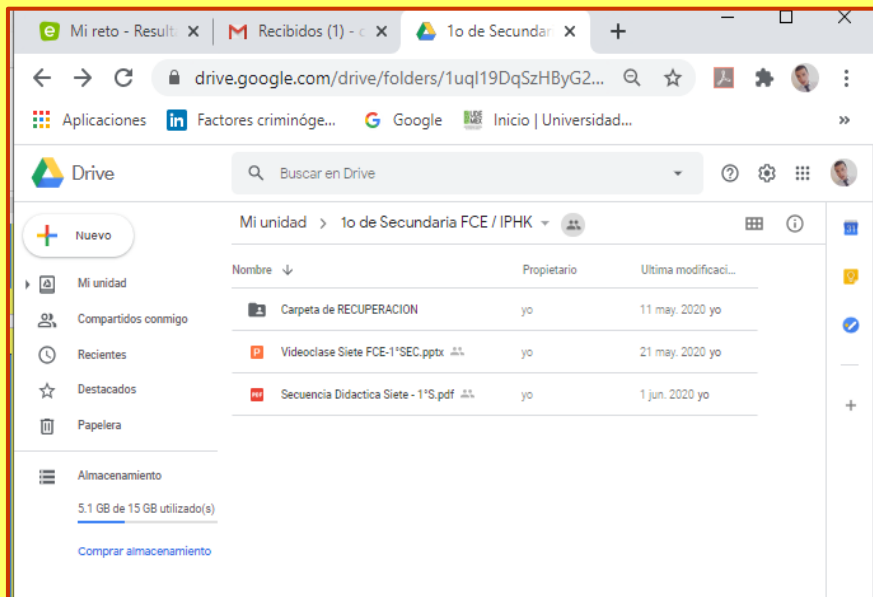 Mi reto - Result
Recibidos (1) - c
1o de Secundar
drive.google.com/drive/folders/1uql19DqSzHByG2...
Aplicaciones
Factores criminóge...
Google
Inicio | Universidad...
Drive
Buscar en Drive
Nuevo
Mi unidad > 1o de Secundaria FCE / IPHK
Nombre
Propietario
Ultima modificaci...
Mi unidad
Carpeta de RECUPERACION
yo
11 may. 2020 yo
Compartidos conmigo
Videoclase Siete FCE-1°SEC.pptx
yo
21 may. 2020 yo
Recientes
Destacados
Secuencia Didactica Siete - 1°S.pdf
yo
1 jun. 2020 yo
Papelera
Almacenamiento
5.1 GB de 15 GB utilizado(s)
Comprar almacenamiento